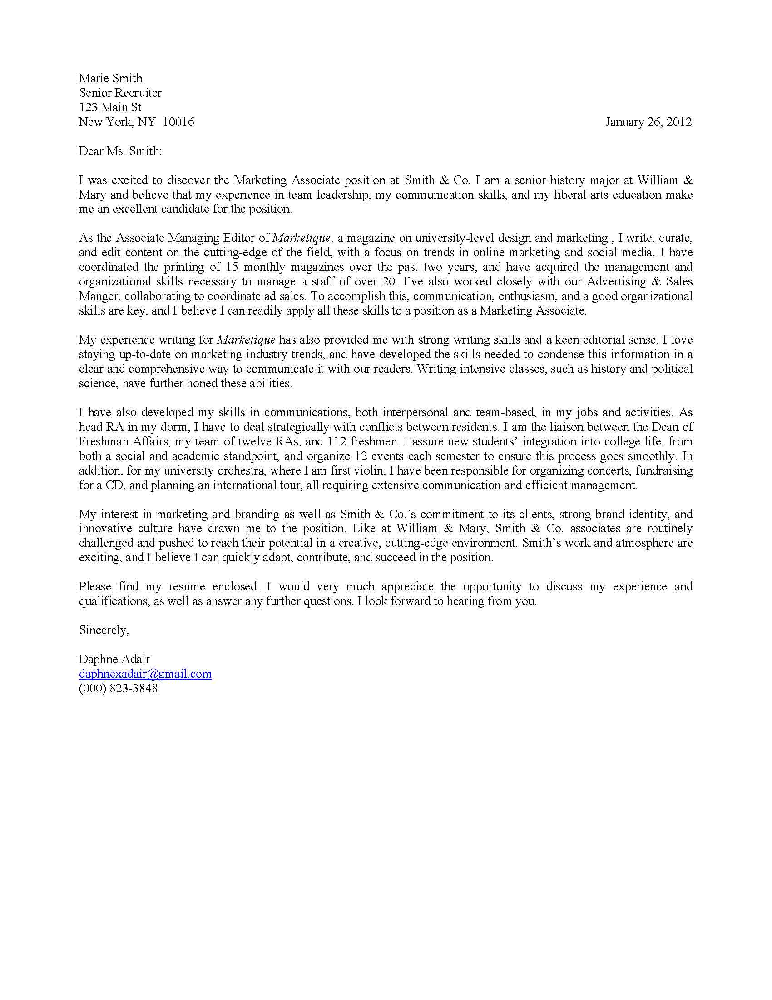 Marie Smith
Senior Recruiter
123 Main St
New York, NY  10016 January 26, 2012
Dear Ms. Smith:
I was excited to discover the Marketing Associate position at Smith & Co. I am a senior history major at William &
Mary and believe that my experience in team leadership, my communication skills, and my liberal arts education make
me an excellent candidate for the position.
As the Associate Managing Editor of Marketique, a magazine on university-level design and marketing , I write, curate,
and edit content on the cutting-edge of the field, with a focus on trends in online marketing and social media. I have
coordinated the printing of 15 monthly magazines over the past two years, and have acquired the management and
organizational skills necessary to manage a staff of over 20. I’ve also worked closely with our Advertising & Sales
Manger, collaborating to coordinate ad sales. To accomplish this, communication, enthusiasm, and a good organizational
skills are key, and I believe I can readily apply all these skills to a position as a Marketing Associate.
My experience writing for Marketique has also provided me with strong writing skills and a keen editorial sense. I love
staying up-to-date on marketing industry trends, and have developed the skills needed to condense this information in a
clear and comprehensive way to communicate it with our readers. Writing-intensive classes, such as history and political
science, have further honed these abilities.
I have also developed my skills in communications, both interpersonal and team-based, in my jobs and activities. As
head RA in my dorm, I have to deal strategically with conflicts between residents. I am the liaison between the Dean of
Freshman Affairs, my team of twelve RAs, and 112 freshmen. I assure new students’ integration into college life, from
both a social and academic standpoint, and organize 12 events each semester to ensure this process goes smoothly. In
addition, for my university orchestra, where I am first violin, I have been responsible for organizing concerts, fundraising
for a CD, and planning an international tour, all requiring extensive communication and efficient management.
My interest in marketing and branding as well as Smith & Co.’s commitment to its clients, strong brand identity, and
innovative culture have drawn me to the position. Like at William & Mary, Smith & Co. associates are routinely
challenged and pushed to reach their potential in a creative, cutting-edge environment. Smith’s work and atmosphere are
exciting, and I believe I can quickly adapt, contribute, and succeed in the position.
Please find my resume enclosed. I would very much appreciate the opportunity to discuss my experience and
qualifications, as well as answer any further questions. I look forward to hearing from you.
Sincerely,
Daphne Adair
daphnexadair@gmail.com
(000) 823-3848